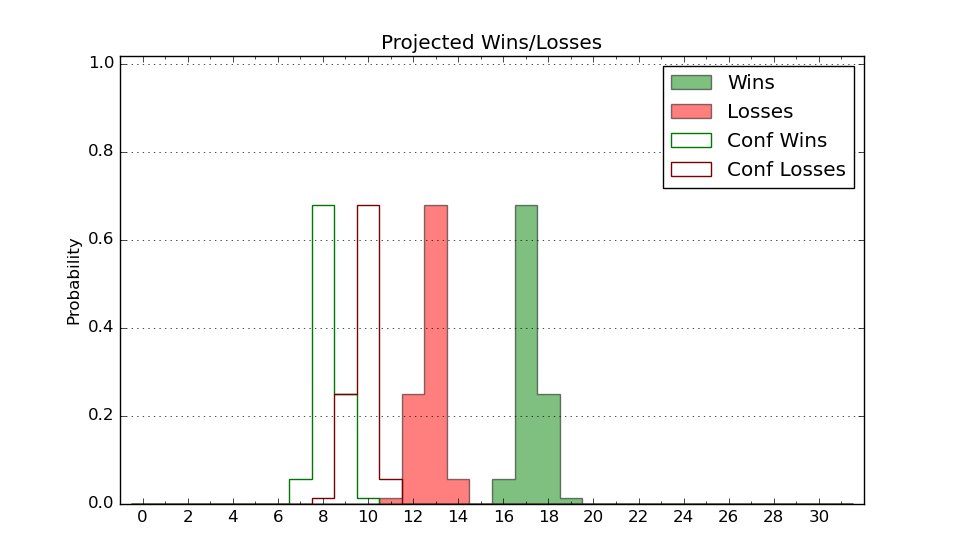 Projected Wins/Losses
1.0
0.8
0.6
0.4
0.2
0.0
Probability
Wins
Losses
Conf Wins
Conf Losses
0 2 4 6 8 10 12 14 16 18 20 22 24 26 28 30